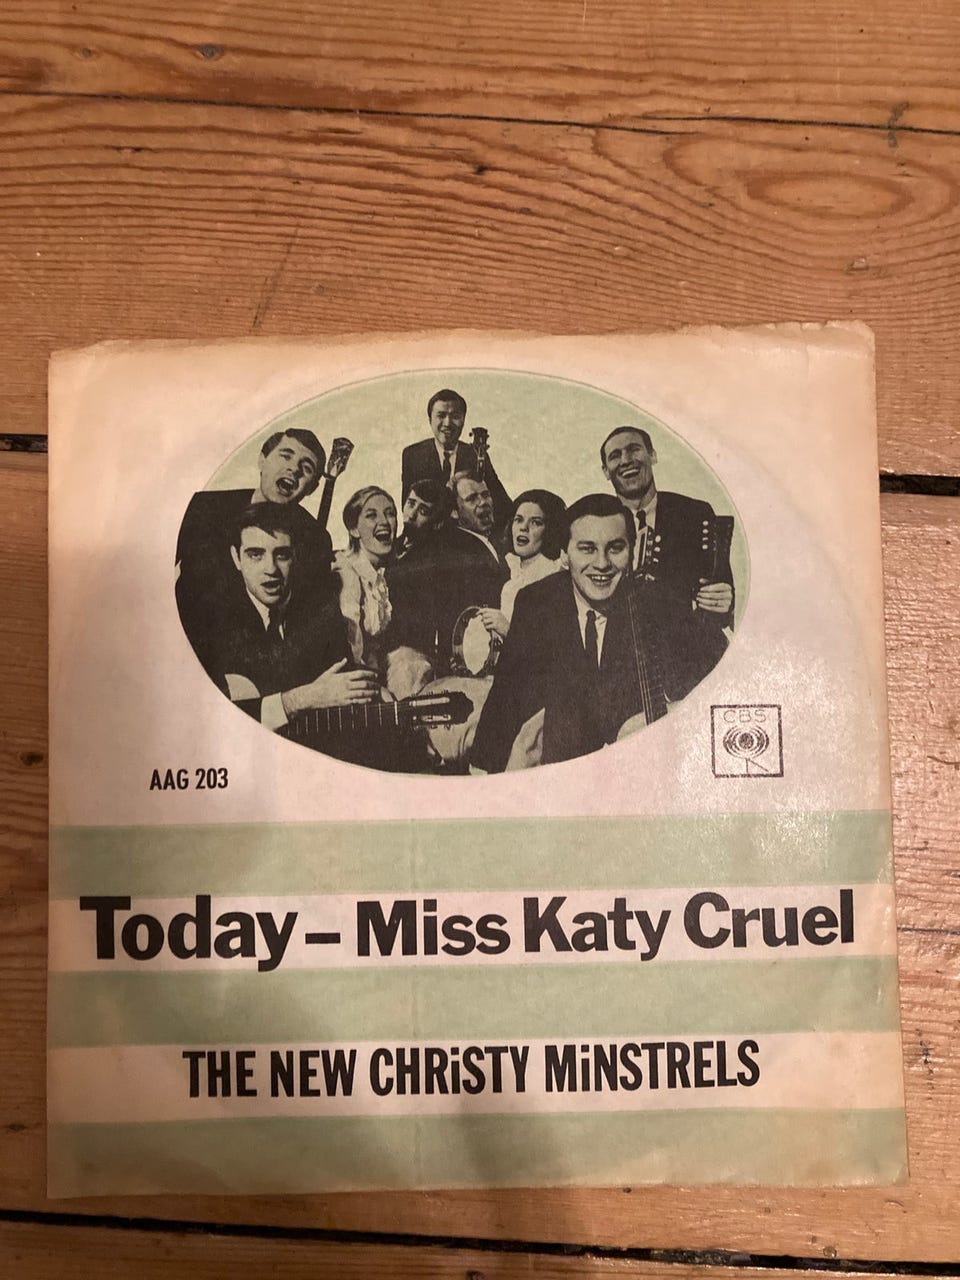 CBS
AAG 203
Today – Miss Katy Cruel
THE NEW CHRiSTY MiNSTRELS